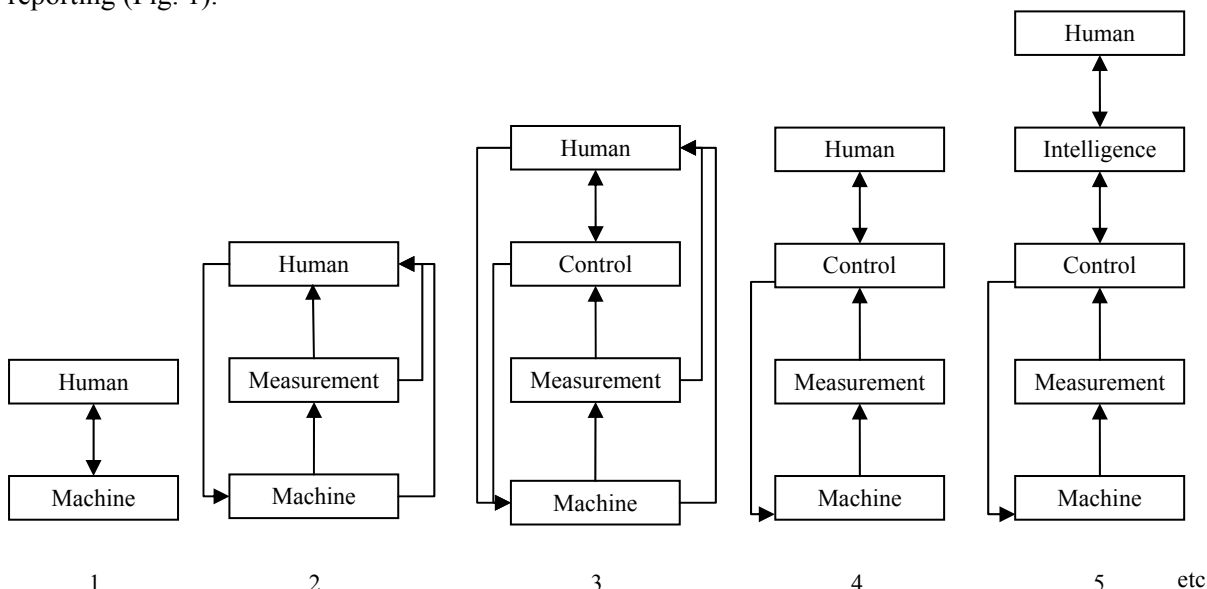 reporting (Fig. 1).
Human
Machine
1
Human
Measurement
Machine
2
Human
Control
Measurement
Machine
3
Human
Control
Measurement
Machine
4
Human
Intelligence
Control
Measurement
Machine
5
etc